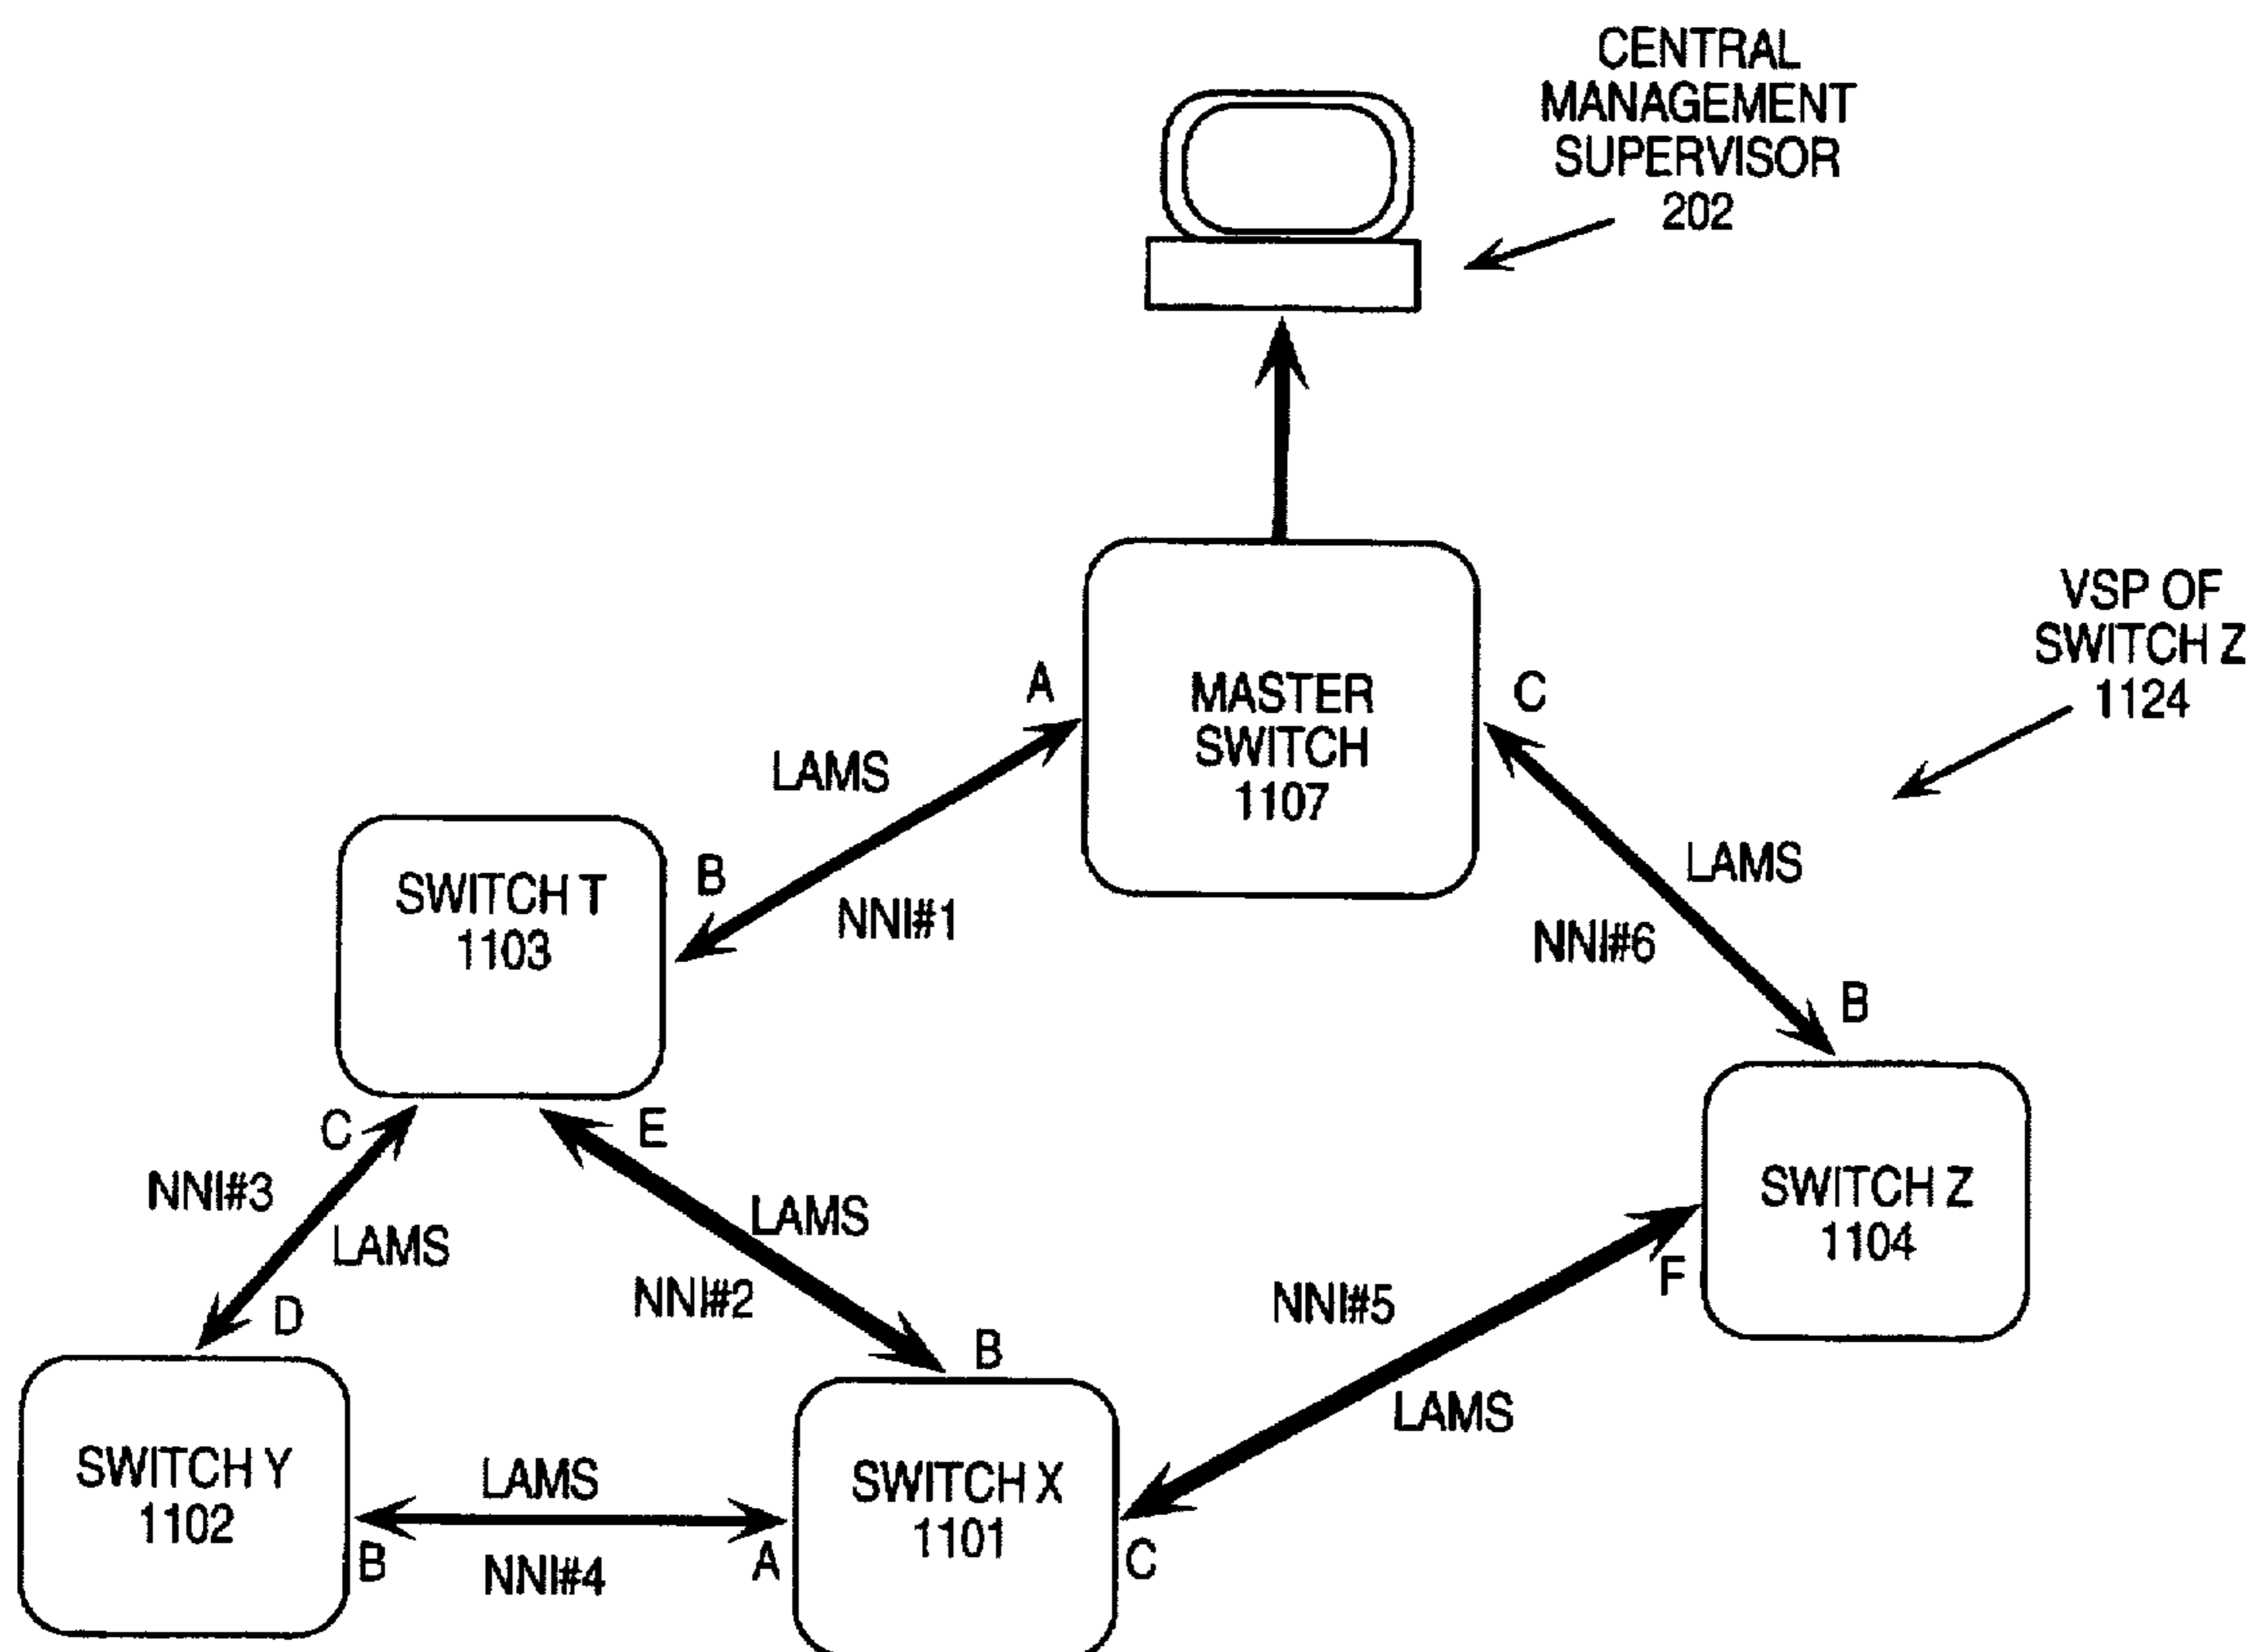 CENTRAL
MANAGEMENT
SUPERVISOR
202
VSP OF
SWITCH Z
1124
A
MASTER
SWITCH
1107
C
LAMS
B
NNI#1
LAMS
NNI#6
B
SWITCH T
1103
C
E
NNI#3
LAMS
LAMS
D
NNI#2
B
SWITCH Z
1104
F
NNI#5
LAMS
SWITCH Y
1102
B
LAMS
NNI#4
A
SWITCH X
1101
C